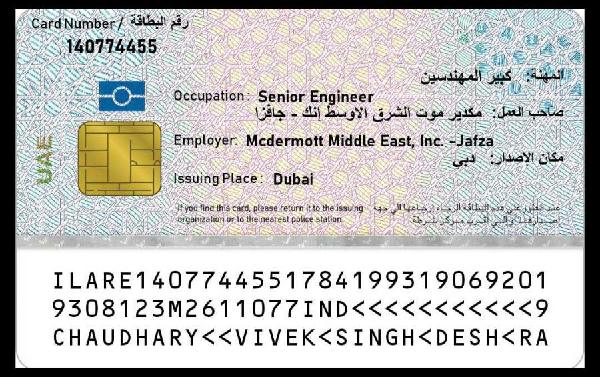 Card Number / رقم البطاقة
140774455
المهنة: كبير المهندسين
Occupation: Senior Engineer
صاحب العمل: مكدير موت الشرق الاوسط إنك - جافزا
Employer: Mcdermott Middle East, Inc. -Jafza
مكان الاصدار: دبي
Issuing Place: Dubai
UAE
If you find this card, please return it to the issuing
organization or to the nearest police station.
ILARE1407744551784199319069201
9308123M2611077IND<<<<<<<<<<<9
CHAUDHARY<<VIVEK<SINGH<DESH<RA